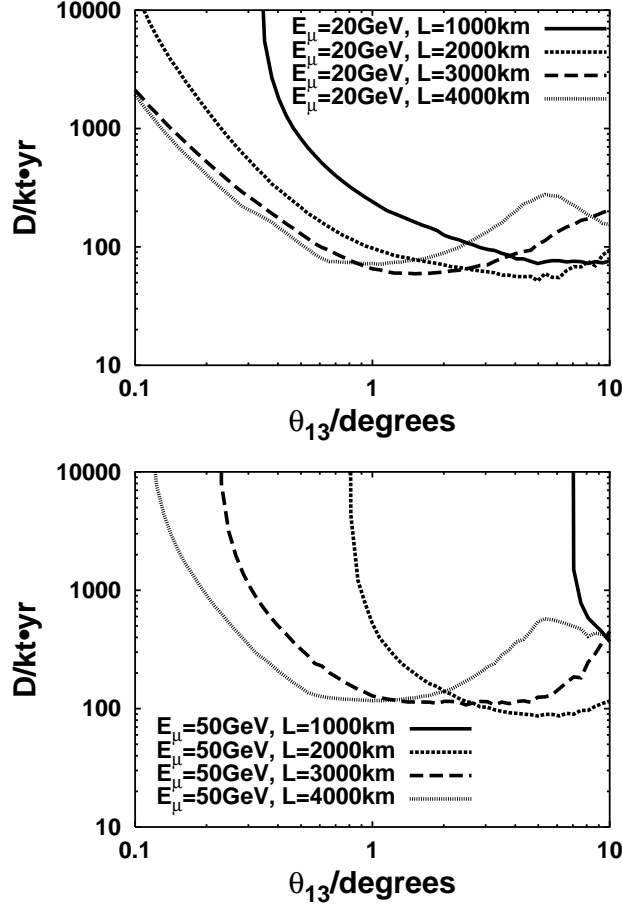 10000
1000
100
10
D/kt•yr
E_μ=20GeV, L=1000km
E_μ=20GeV, L=2000km
E_μ=20GeV, L=3000km
E_μ=20GeV, L=4000km
0.1 1 10
θ_13/degrees
10000
1000
100
10
D/kt•yr
E_μ=50GeV, L=1000km
E_μ=50GeV, L=2000km
E_μ=50GeV, L=3000km
E_μ=50GeV, L=4000km
0.1 1 10
θ_13/degrees